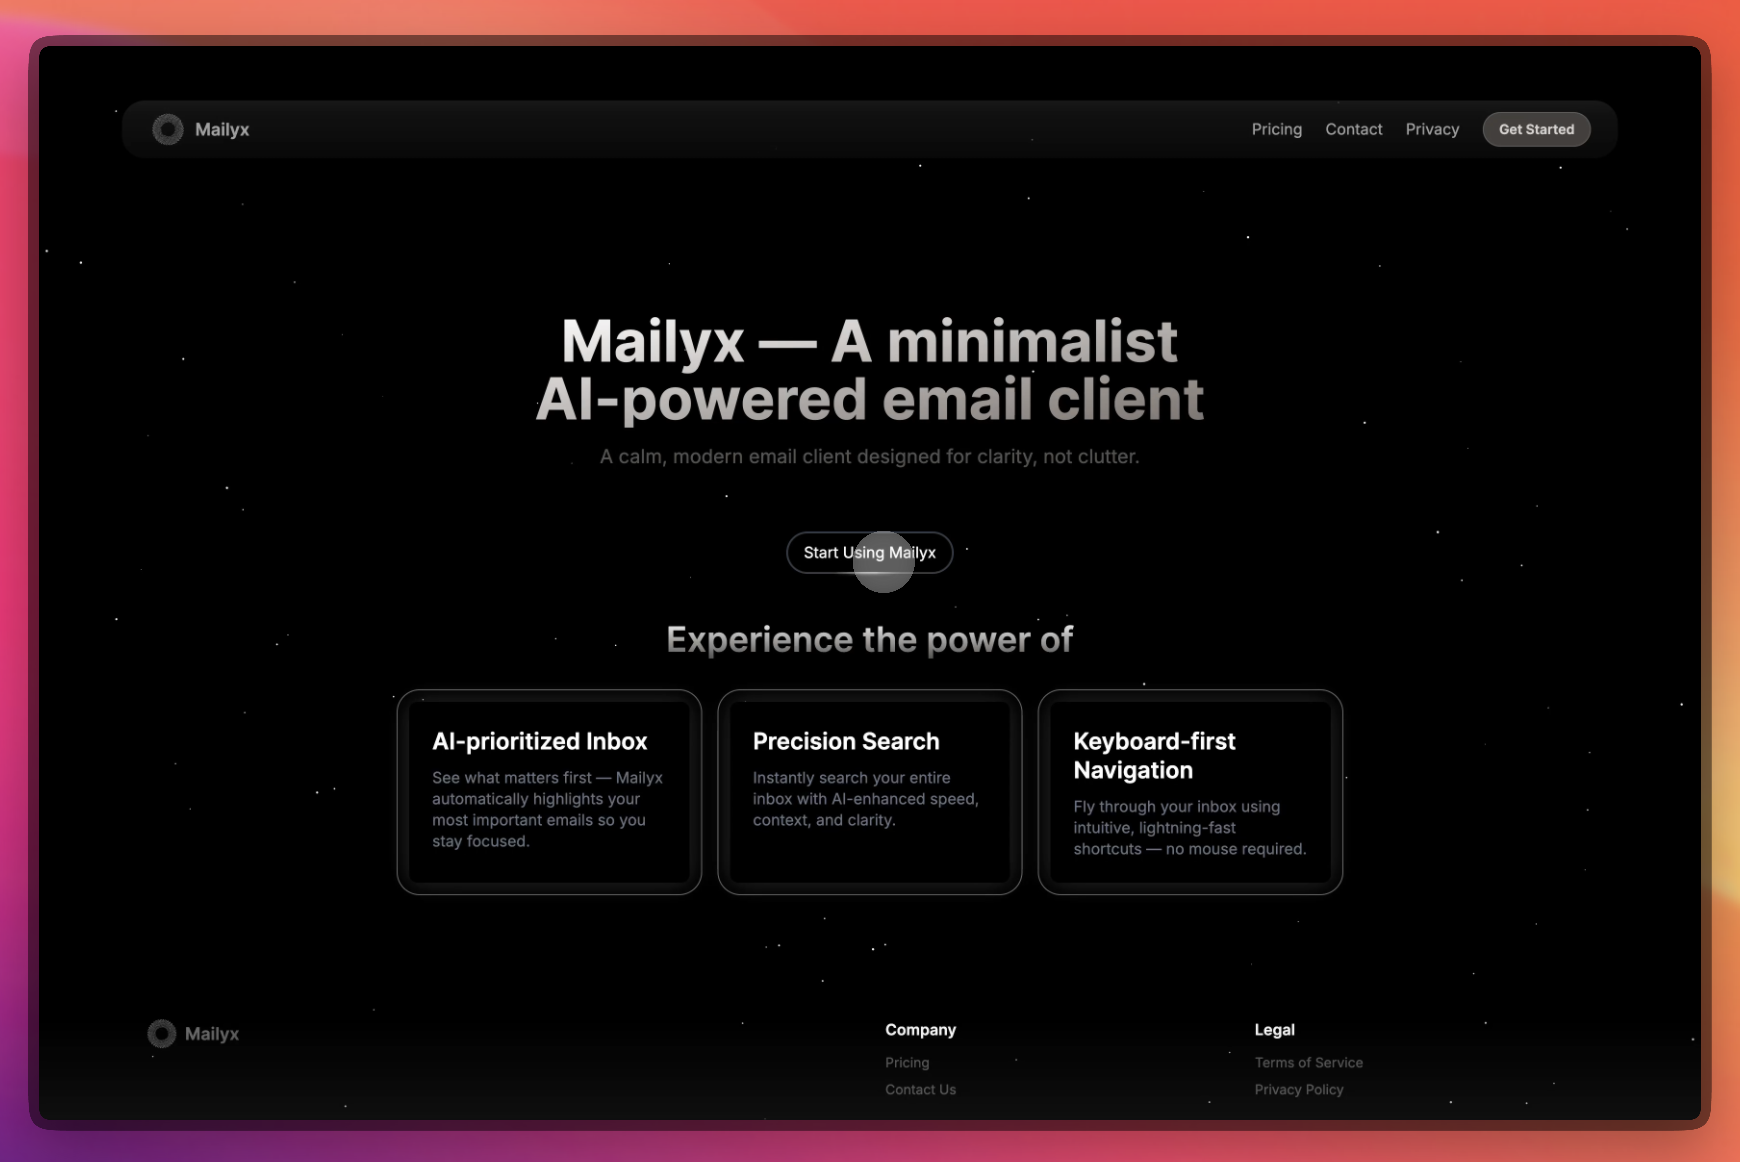 Mailyx
Pricing Contact Privacy Get Started
Mailyx — A minimalist
AI-powered email client
A calm, modern email client designed for clarity, not clutter.
Start Using Mailyx
Experience the power of
AI-prioritized Inbox
See what matters first — Mailyx
automatically highlights your
most important emails so you
stay focused.
Precision Search
Instantly search your entire
inbox with AI-enhanced speed,
context, and clarity.
Keyboard-first
Navigation
Fly through your inbox using
intuitive, lightning-fast
shortcuts — no mouse required.
Mailyx
Company
Pricing
Contact Us
Legal
Terms of Service
Privacy Policy